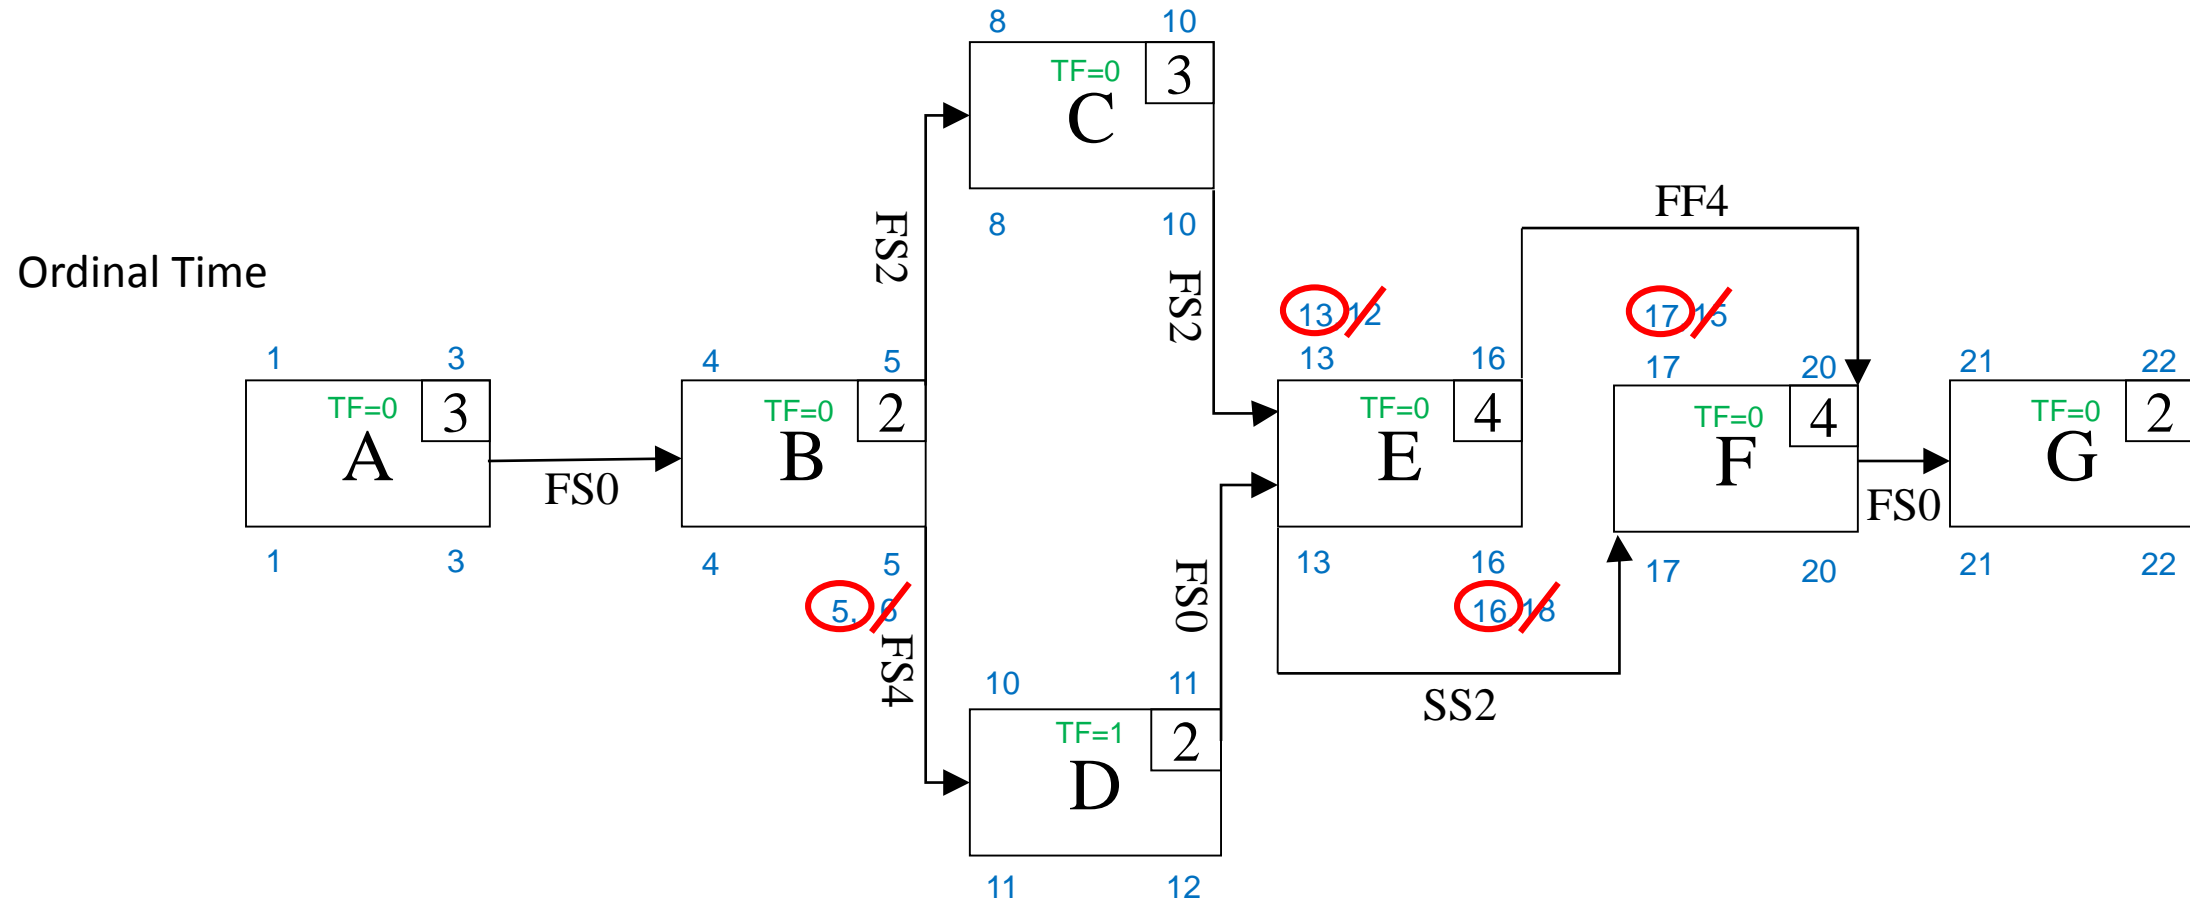 8 10
TF=0 3
C
8 10
FS2
FS2
FF4
Ordinal Time
13 12
17 15
1 3
4 5
13 16
17 20
21 22
TF=0 3
A
TF=0 2
B
TF=0 4
E
TF=0 4
F
TF=0 2
G
FS0
FS0
1 3
4 5
13 16
17 20
21 22
5, 6
16 18
FS4
FS0
SS2
10 11
TF=1 2
D
11 12